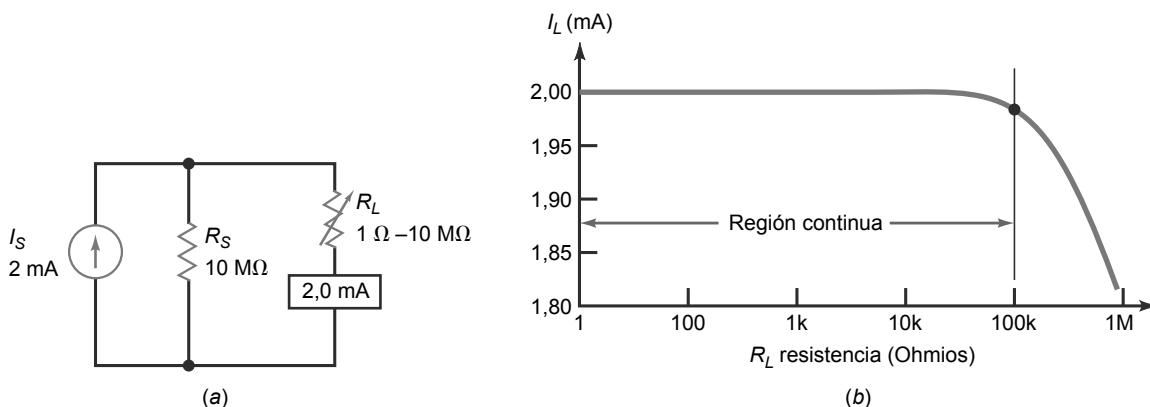 I_S
2 mA
R_S
10 MΩ
R_L
1 Ω –10 MΩ
2,0 mA
(a)
I_L (mA)
2,00
1,95
1,90
1,85
1,80
Región continua
1 100 1k 10k 100k 1M
R_L resistencia (Ohmios)
(b)